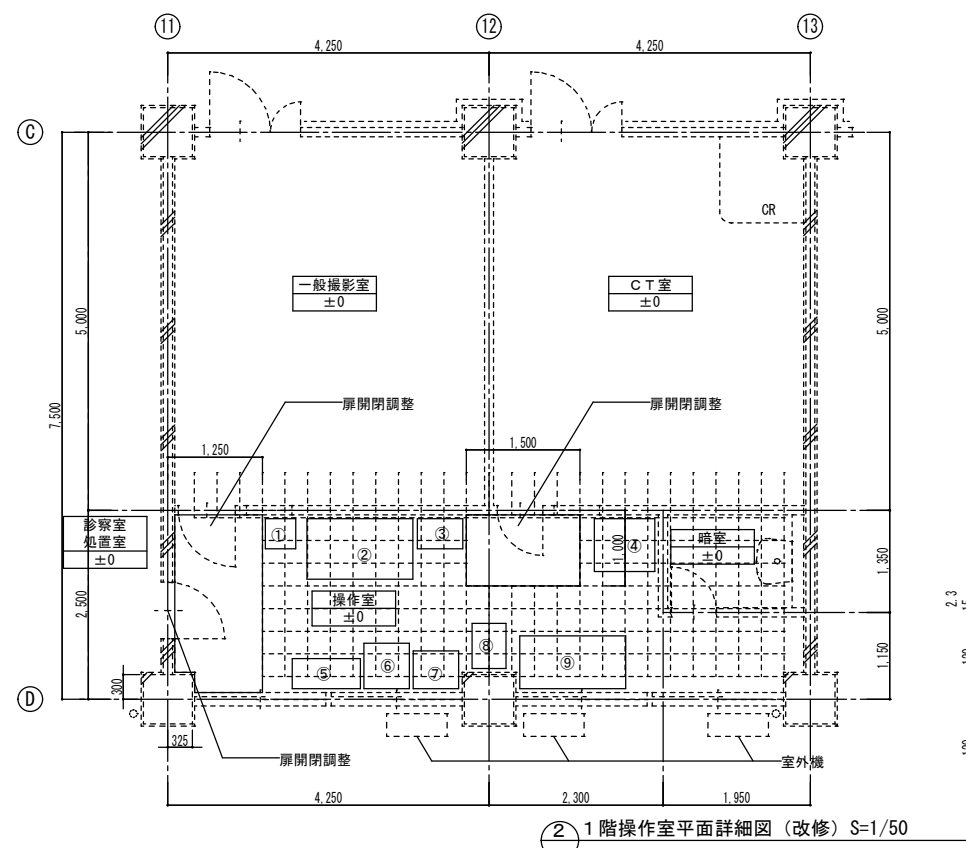 11
12
13
4,250
4,250
C
CR
一般撮影室
±0
CT室
±0
5,000
5,000
7,500
扉開閉調整
扉開閉調整
1,250
1,500
診察室
処置室
±0
①
②
③
1,000
④
暗室
±0
1,350
2,500
操作室
±0
2.3
⑤
⑥
⑦
⑧
⑨
1,150
300
D
325
扉開閉調整
室外機
4,250
2,300
1,950
2 1階操作室平面詳細図（改修）S=1/50